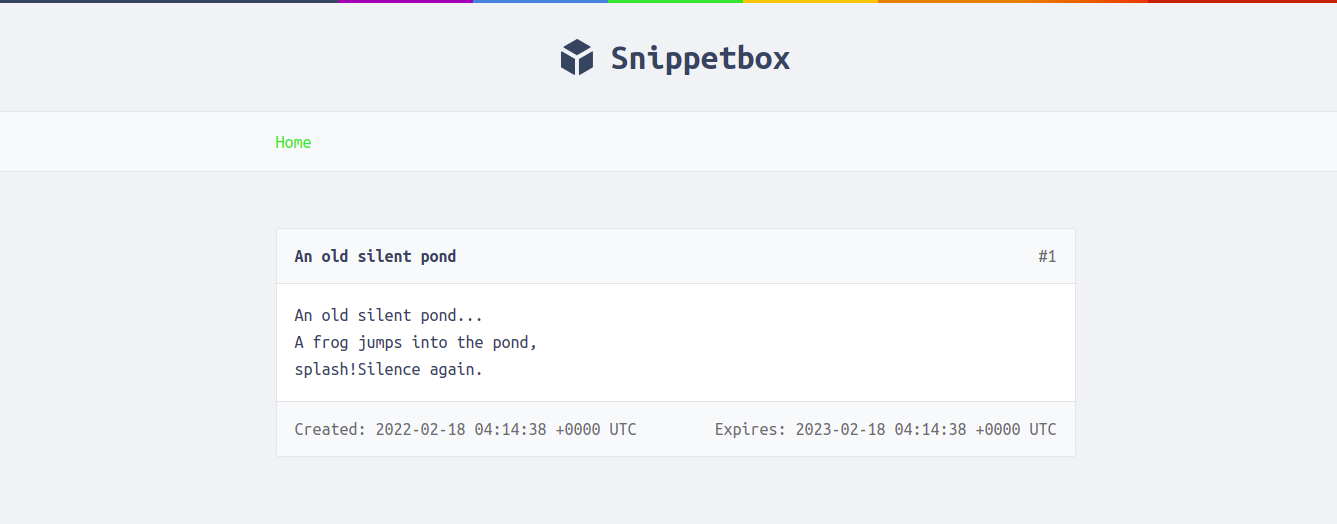 Snippetbox
Home
An old silent pond #1
An old silent pond...
A frog jumps into the pond,
splash!Silence again.
Created: 2022-02-18 04:14:38 +0000 UTC Expires: 2023-02-18 04:14:38 +0000 UTC